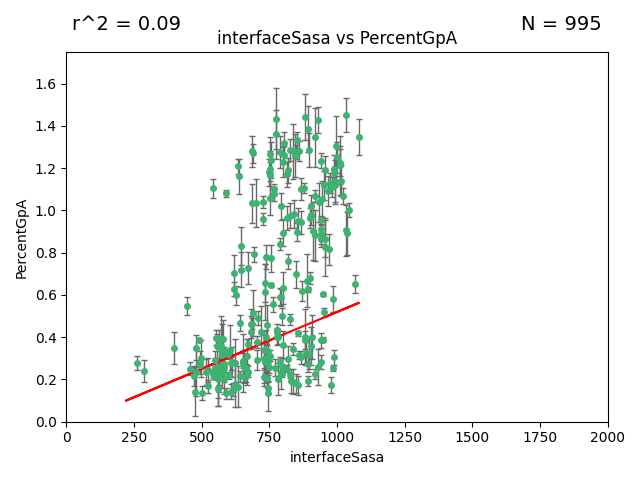 r^2 = 0.09
N = 995
interfaceSasa vs PercentGpA
PercentGpA
1.6
1.4
1.2
1.0
0.8
0.6
0.4
0.2
0.0
0 250 500 750 1000 1250 1500 1750 2000
interfaceSasa